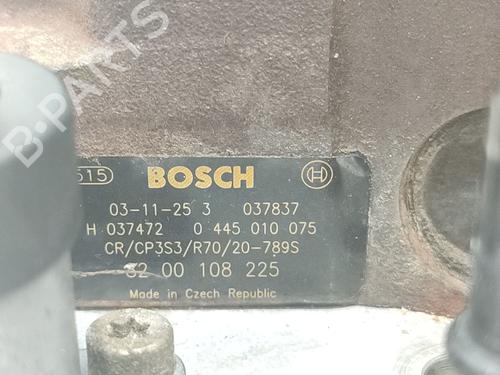 B-PARTS
515 BOSCH
03-11-25 3 037837
H 037472 0 445 010 075
CR/CP3S3/R70/20-789S
82 00 108 225
Made in Czech Republic